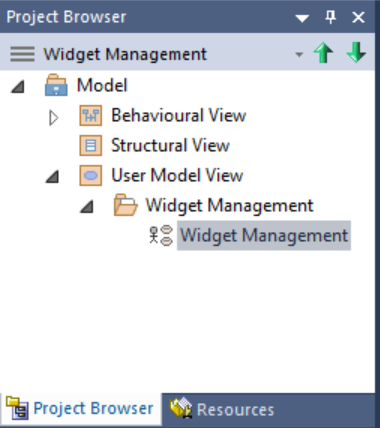 Project Browser
Widget Management
Model
Behavioural View
Structural View
User Model View
Widget Management
Widget Management
Project Browser Resources